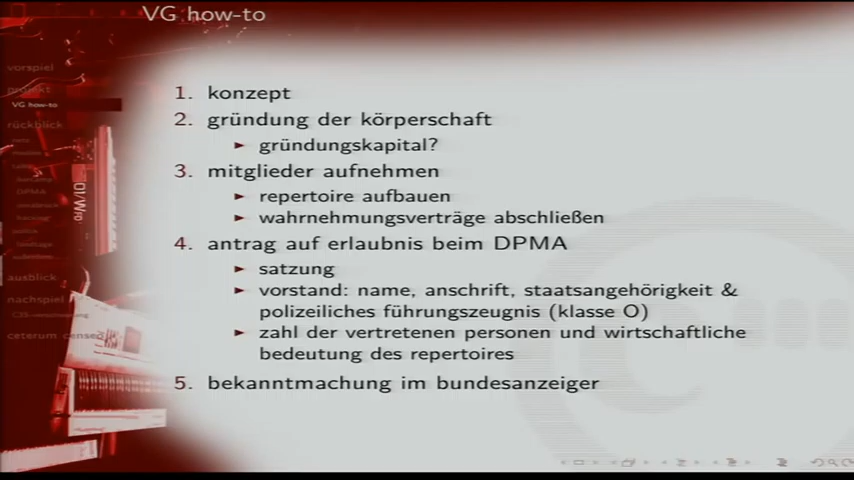 VG how-to
vorspiel
projekt
VG how-to
rückblick
DPMA
ausblick
nachspiel
ceterum censeo
1. konzept
2. gründung der körperschaft
► gründungskapital?
3. mitglieder aufnehmen
► repertoire aufbauen
► wahrnehmungsverträge abschließen
4. antrag auf erlaubnis beim DPMA
► satzung
► vorstand: name, anschrift, staatsangehörigkeit &
polizeiliches führungszeugnis (klasse O)
► zahl der vertretenen personen und wirtschaftliche
bedeutung des repertoires
5. bekanntmachung im bundesanzeiger